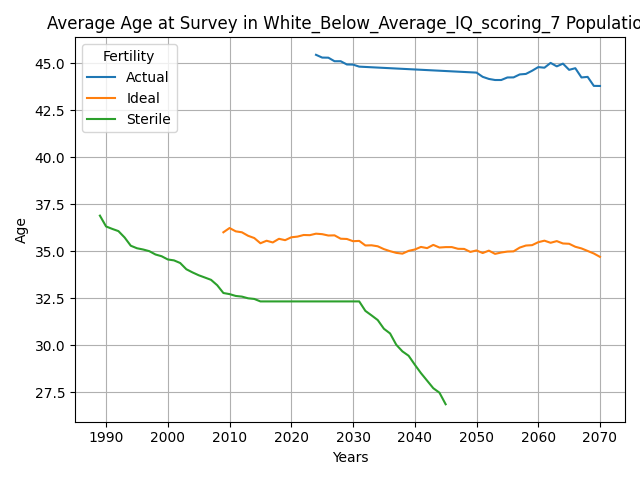 Average Age at Survey in White_Below_Average_IQ_scoring_7 Populatio
Fertility
Actual
Ideal
Sterile
45.0
42.5
40.0
37.5
35.0
32.5
30.0
27.5
Age
1990 2000 2010 2020 2030 2040 2050 2060 2070
Years